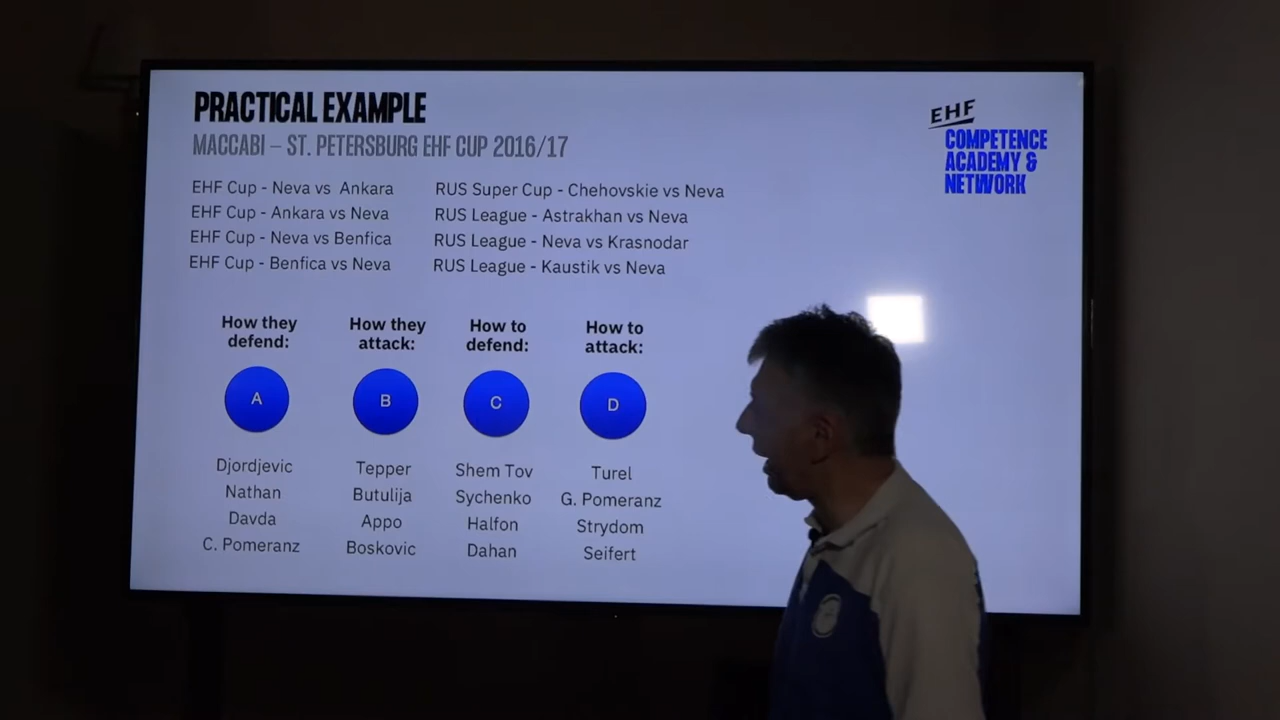 PRACTICAL EXAMPLE
MACCABI – ST. PETERSBURG EHF CUP 2016/17
EHF
COMPETENCE
ACADEMY &
NETWORK
EHF Cup - Neva vs Ankara
EHF Cup - Ankara vs Neva
EHF Cup - Neva vs Benfica
EHF Cup - Benfica vs Neva
RUS Super Cup - Chehovskie vs Neva
RUS League - Astrakhan vs Neva
RUS League - Neva vs Krasnodar
RUS League - Kaustik vs Neva
How they
defend:
A
Djordjevic
Nathan
Davda
C. Pomeranz
How they
attack:
B
Tepper
Butulija
Appo
Boskovic
How to
defend:
C
Shem Tov
Sychenko
Halfon
Dahan
How to
attack:
D
Turel
G. Pomeranz
Strydom
Seifert